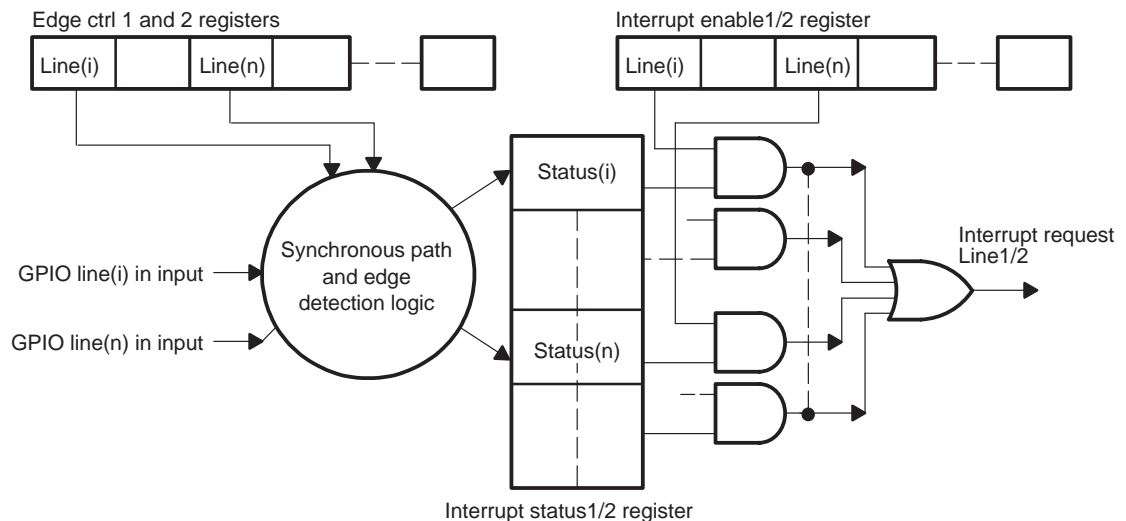 Edge ctrl 1 and 2 registers
Interrupt enable1/2 register
Line(i)
Line(n)
Line(i)
Line(n)
Status(i)
Synchronous path
and edge
detection logic
GPIO line(i) in input
GPIO line(n) in input
Status(n)
Interrupt request
Line1/2
Interrupt status1/2 register